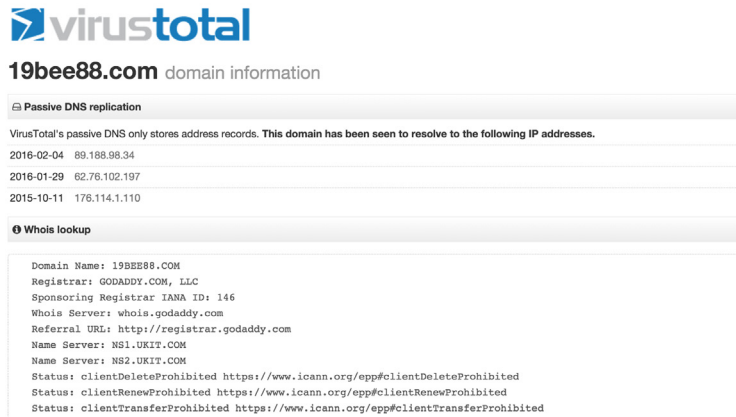 virustotal
19bee88.com domain information
Passive DNS replication
VirusTotal's passive DNS only stores address records. This domain has been seen to resolve to the following IP addresses.
2016-02-04 89.188.98.34
2016-01-29 62.76.102.197
2015-10-11 176.114.1.110
Whois lookup
Domain Name: 19BEE88.COM
Registrar: GODADDY.COM, LLC
Sponsoring Registrar IANA ID: 146
Whois Server: whois.godaddy.com
Referral URL: http://registrar.godaddy.com
Name Server: NS1.UKIT.COM
Name Server: NS2.UKIT.COM
Status: clientDeleteProhibited https://www.icann.org/epp#clientDeleteProhibited
Status: clientRenewProhibited https://www.icann.org/epp#clientRenewProhibited
Status: clientTransferProhibited https://www.icann.org/epp#clientTransferProhibited